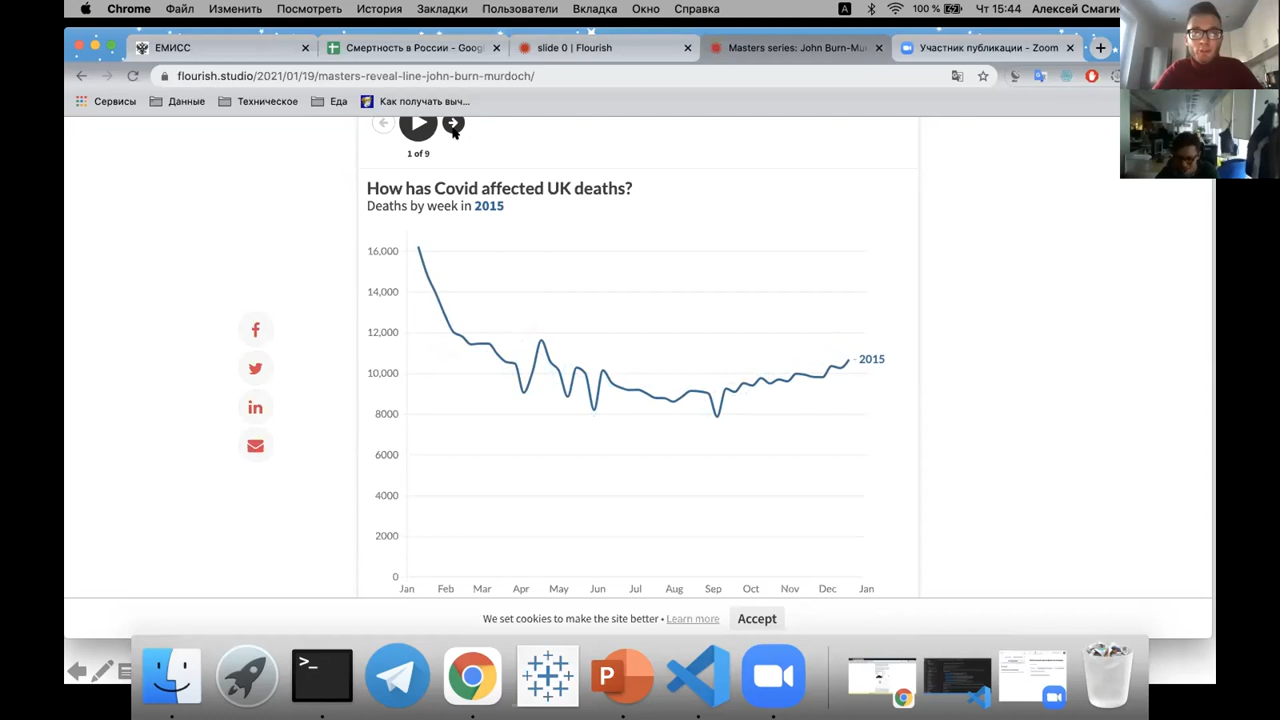 Chrome Файл Изменить Посмотреть История Закладки Пользователи Вкладка Окно Справка A 100 % Чт 15:44 Алексей Смагин
ЕМИСС Смертность в России - Goog slide 0 | Flourish Masters series: John Burn-Mu Участник публикации - Zoom
flourish.studio/2021/01/19/masters-reveal-line-john-burn-murdoch/
Сервисы Данные Техническое Еда Как получать выч...
1 of 9
How has Covid affected UK deaths?
Deaths by week in 2015
16,000
14,000
12,000
10,000
8000
6000
4000
2000
0
2015
Jan Feb Mar Apr May Jun Jul Aug Sep Oct Nov Dec Jan
We set cookies to make the site better • Learn more Accept